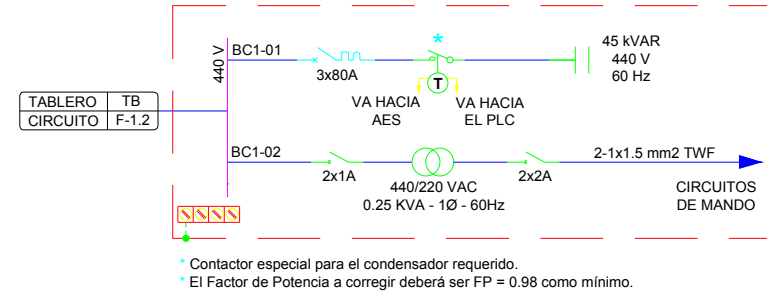 440 V
BC1-01
3x80A
*
T
VA HACIA
AES
VA HACIA
EL PLC
45 kVAR
440 V
60 Hz
TABLERO TB
CIRCUITO F-1.2
BC1-02
2x1A
440/220 VAC
0.25 KVA - 1Ø - 60Hz
2x2A
2-1x1.5 mm2 TWF
CIRCUITOS
DE MANDO
* Contactor especial para el condensador requerido.
* El Factor de Potencia a corregir deberá ser FP = 0.98 como mínimo.